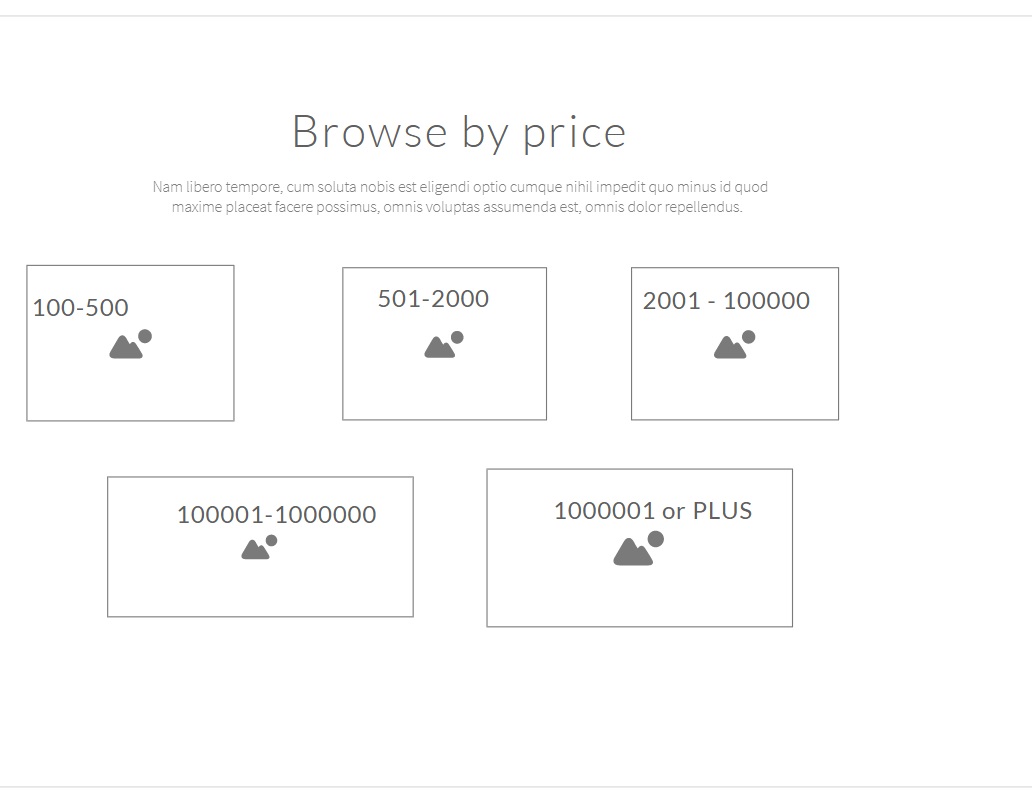 Browse by price
Nam libero tempore, cum soluta nobis est eligendi optio cumque nihil impedit quo minus id quod
maxime placeat facere possimus, omnis voluptas assumenda est, omnis dolor repellendus.
100-500
501-2000
2001 - 100000
100001-1000000
1000001 or PLUS